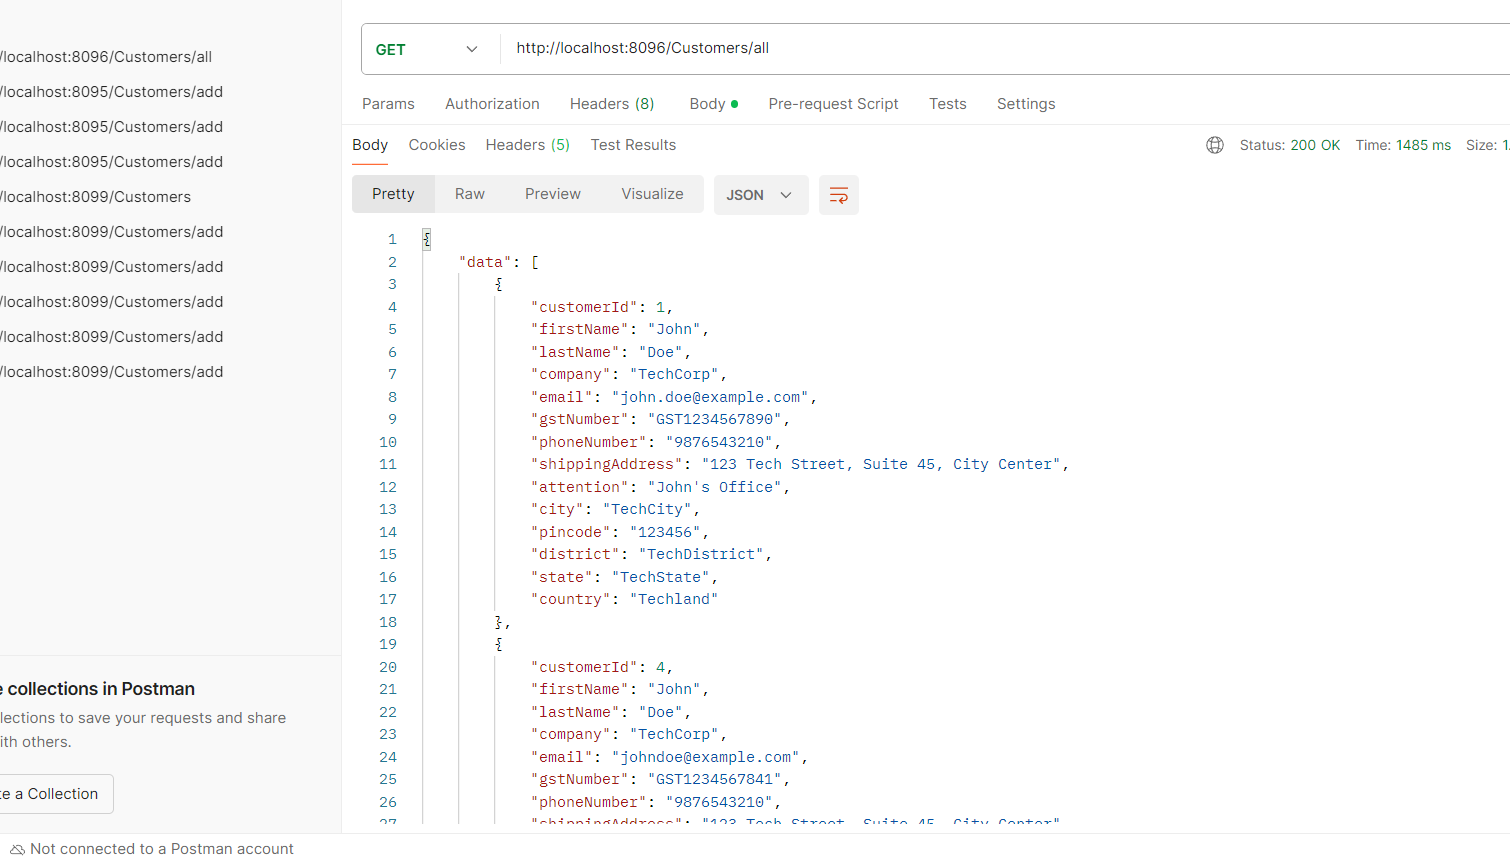 /localhost:8096/Customers/all
/localhost:8095/Customers/add
/localhost:8095/Customers/add
/localhost:8095/Customers/add
/localhost:8099/Customers
/localhost:8099/Customers/add
/localhost:8099/Customers/add
/localhost:8099/Customers/add
/localhost:8099/Customers/add
/localhost:8099/Customers/add
e collections in Postman
lections to save your requests and share
ith others.
te a Collection
GET http://localhost:8096/Customers/all
Params Authorization Headers (8) Body Pre-request Script Tests Settings
Body Cookies Headers (5) Test Results Status: 200 OK Time: 1485 ms Size: 1.
Pretty Raw Preview Visualize JSON
1 {
2 "data": [
3 {
4 "customerId": 1,
5 "firstName": "John",
6 "lastName": "Doe",
7 "company": "TechCorp",
8 "email": "john.doe@example.com",
9 "gstNumber": "GST1234567890",
10 "phoneNumber": "9876543210",
11 "shippingAddress": "123 Tech Street, Suite 45, City Center",
12 "attention": "John's Office",
13 "city": "TechCity",
14 "pincode": "123456",
15 "district": "TechDistrict",
16 "state": "TechState",
17 "country": "Techland"
18 },
19 {
20 "customerId": 4,
21 "firstName": "John",
22 "lastName": "Doe",
23 "company": "TechCorp",
24 "email": "johndoe@example.com",
25 "gstNumber": "GST1234567841",
26 "phoneNumber": "9876543210",
27 "shippingAddress": "123 Tech Street, Suite 45, City Center"
Not connected to a Postman account